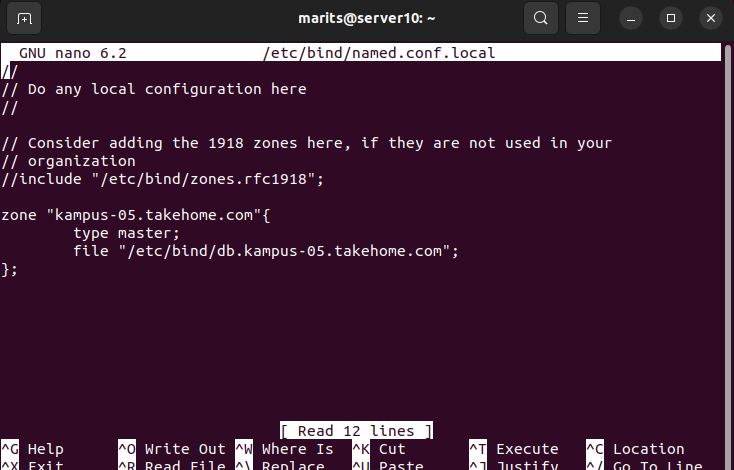 marits@server10: ~
GNU nano 6.2 /etc/bind/named.conf.local
//
// Do any local configuration here
//
// Consider adding the 1918 zones here, if they are not used in your
// organization
//include "/etc/bind/zones.rfc1918";
zone "kampus-05.takehome.com"{
type master;
file "/etc/bind/db.kampus-05.takehome.com";
};
[ Read 12 lines ]
^G Help ^O Write Out ^W Where Is ^K Cut ^T Execute ^C Location
^X Exit ^R Read File ^\ Replace ^U Paste ^J Justify ^/ Go To Line